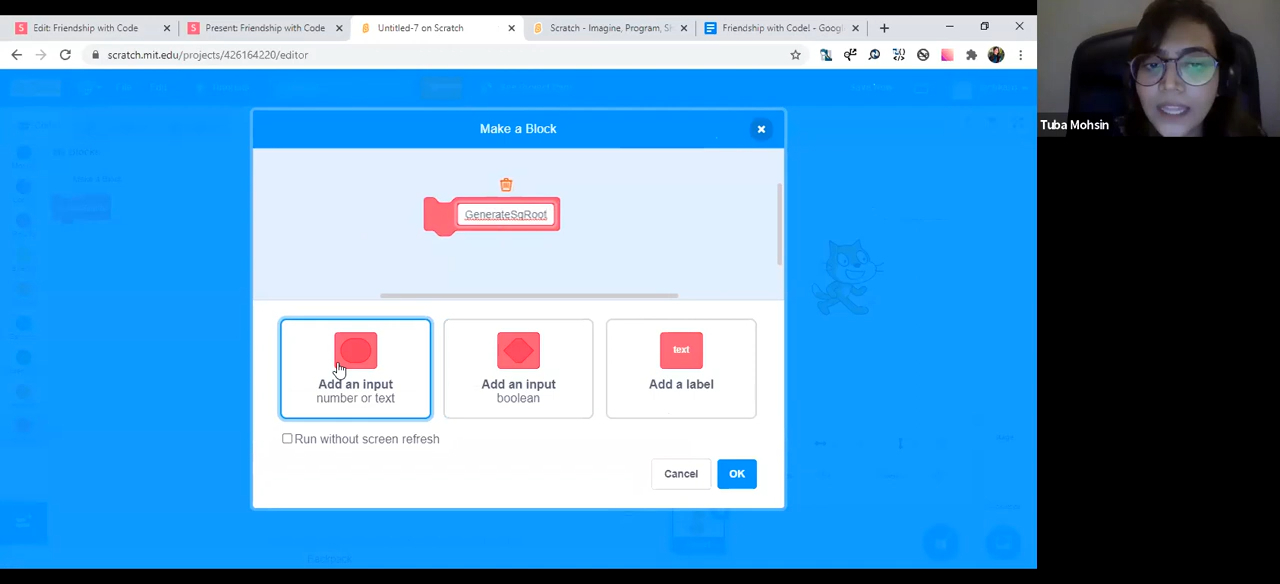 Edit: Friendship with Code
Present: Friendship with Code
Untitled-7 on Scratch
Scratch - Imagine, Program, Sh
Friendship with Code! - Googl
scratch.mit.edu/projects/426164220/editor
Tuba Mohsin
Make a Block
GenerateSqRoot
text
Add an input
number or text
Add an input
boolean
Add a label
Run without screen refresh
Cancel
OK